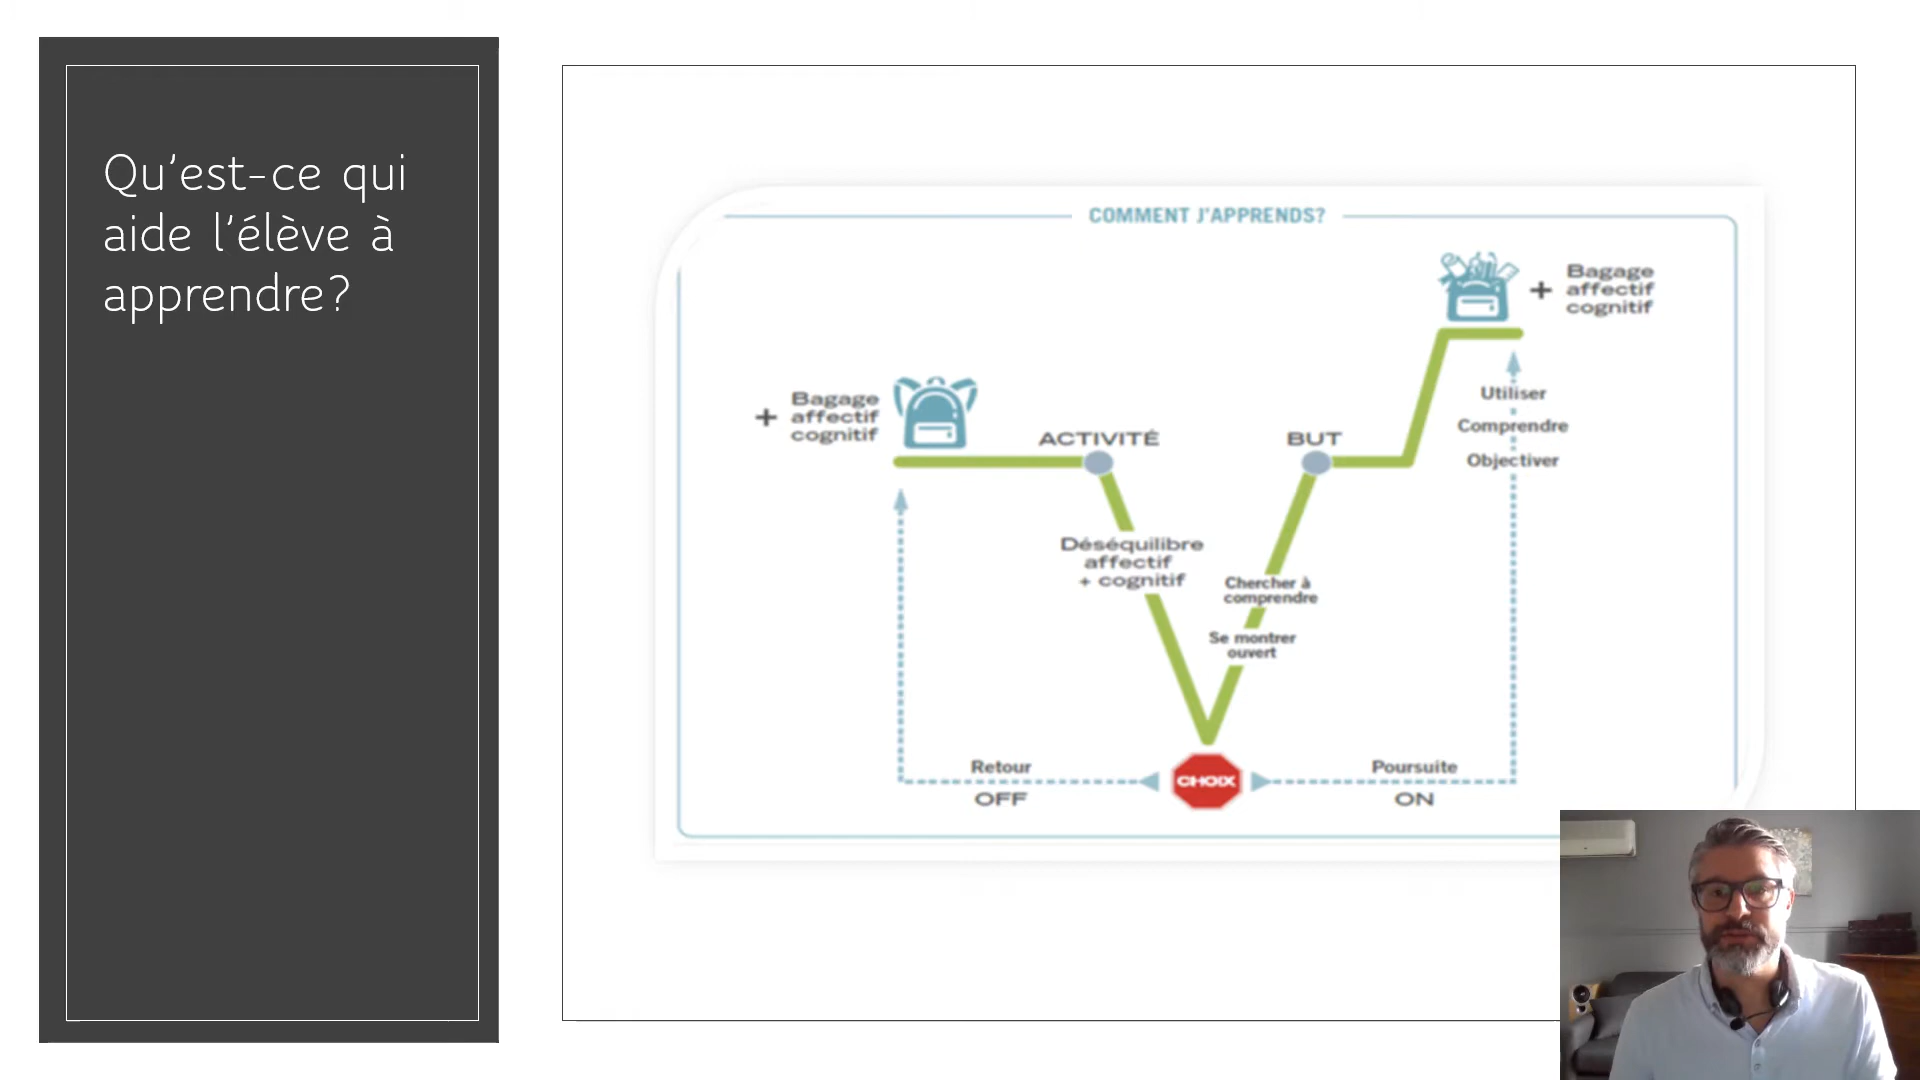 Qu’est-ce qui
aide l’élève à
apprendre?
COMMENT J'APPRENDS?
+ Bagage
affectif
cognitif
+ Bagage
affectif
cognitif
ACTIVITÉ
BUT
Utiliser
Comprendre
Objectiver
Déséquilibre
affectif
+ cognitif
Chercher à
comprendre
Se montrer
ouvert
Retour
OFF
CHOIX
Poursuite
ON